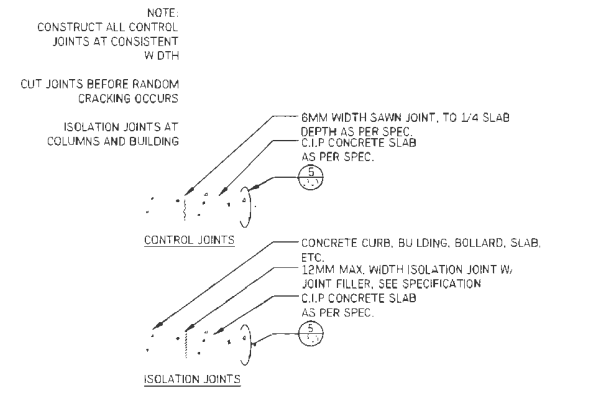 NOTE:
CONSTRUCT ALL CONTROL
JOINTS AT CONSISTENT
W DTH
CUT JOINTS BEFORE RANDOM
CRACKING OCCURS
ISOLATION JOINTS AT
COLUMNS AND BUILDING
6MM WIDTH SAWN JOINT, TO 1/4 SLAB
DEPTH AS PER SPEC.
C.I.P CONCRETE SLAB
AS PER SPEC.
5
CONTROL JOINTS
CONCRETE CURB, BU LDING, BOLLARD, SLAB,
ETC.
12MM MAX. WIDTH ISOLATION JOINT W/
JOINT FILLER, SEE SPECIFICATION
C.I.P CONCRETE SLAB
AS PER SPEC.
5
ISOLATION JOINTS